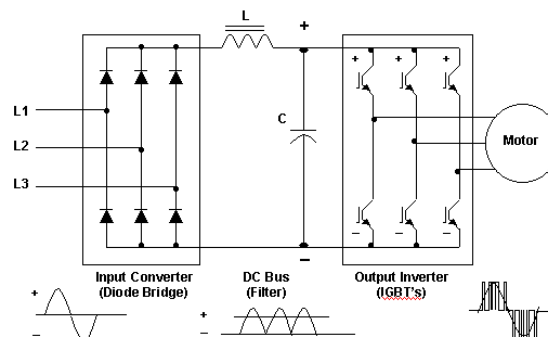 L
+
+ + +
L1
L2
L3
C
Motor
− − −
−
Input Converter
(Diode Bridge)
DC Bus
(Filter)
Output Inverter
(IGBT's)
+
−
+
−
+
−